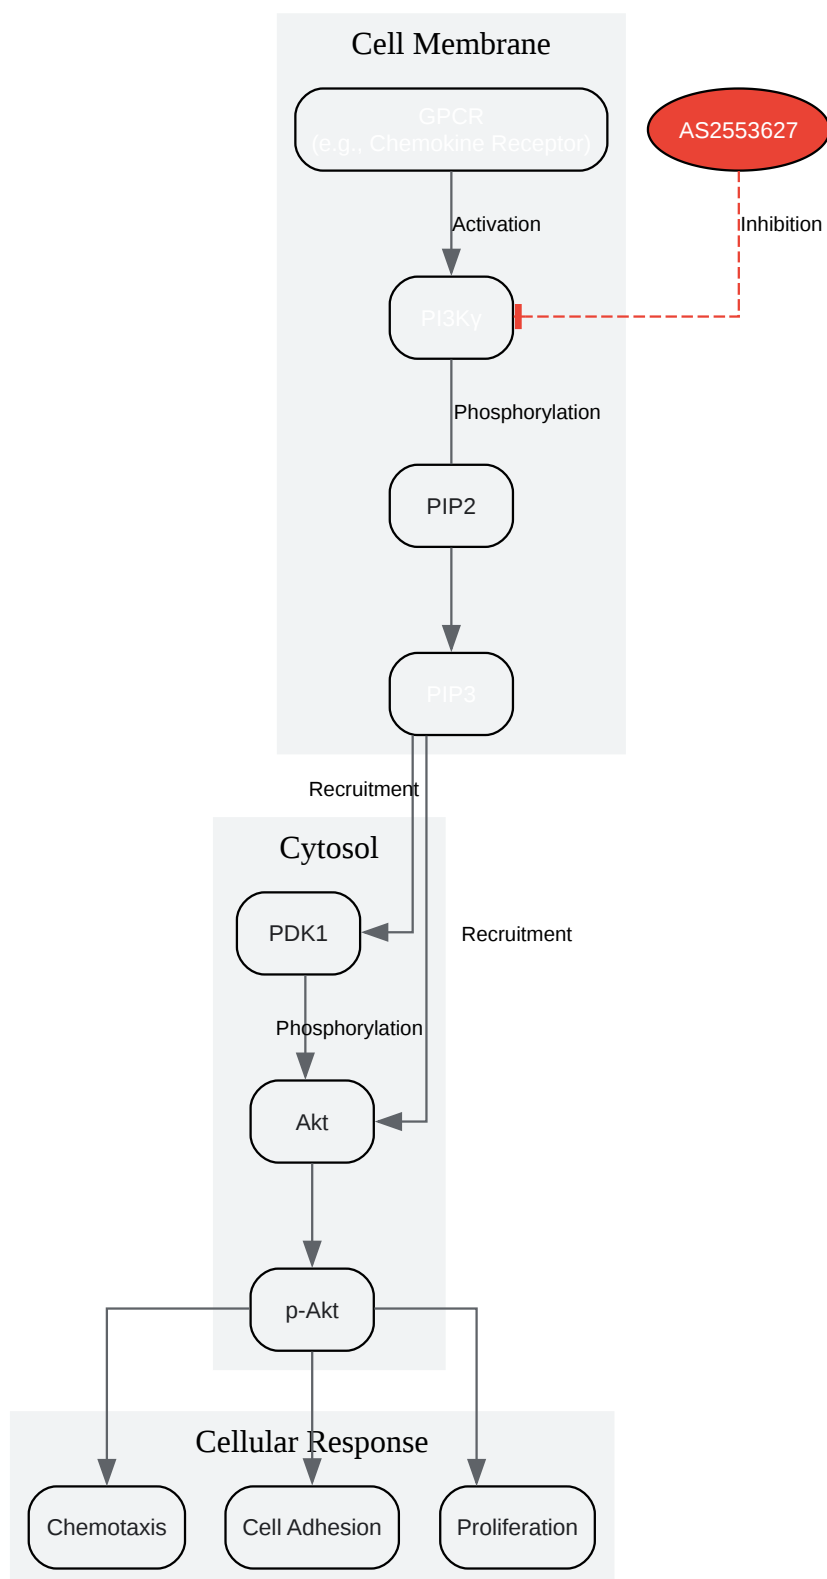 Cell Membrane
GPCR
(e.g., Chemokine Receptor)
AS2553627
Activation
Inhibition
PI3Kγ
Phosphorylation
PIP2
PIP3
Recruitment
Cytosol
PDK1
Recruitment
Phosphorylation
Akt
p-Akt
Cellular Response
Chemotaxis
Cell Adhesion
Proliferation